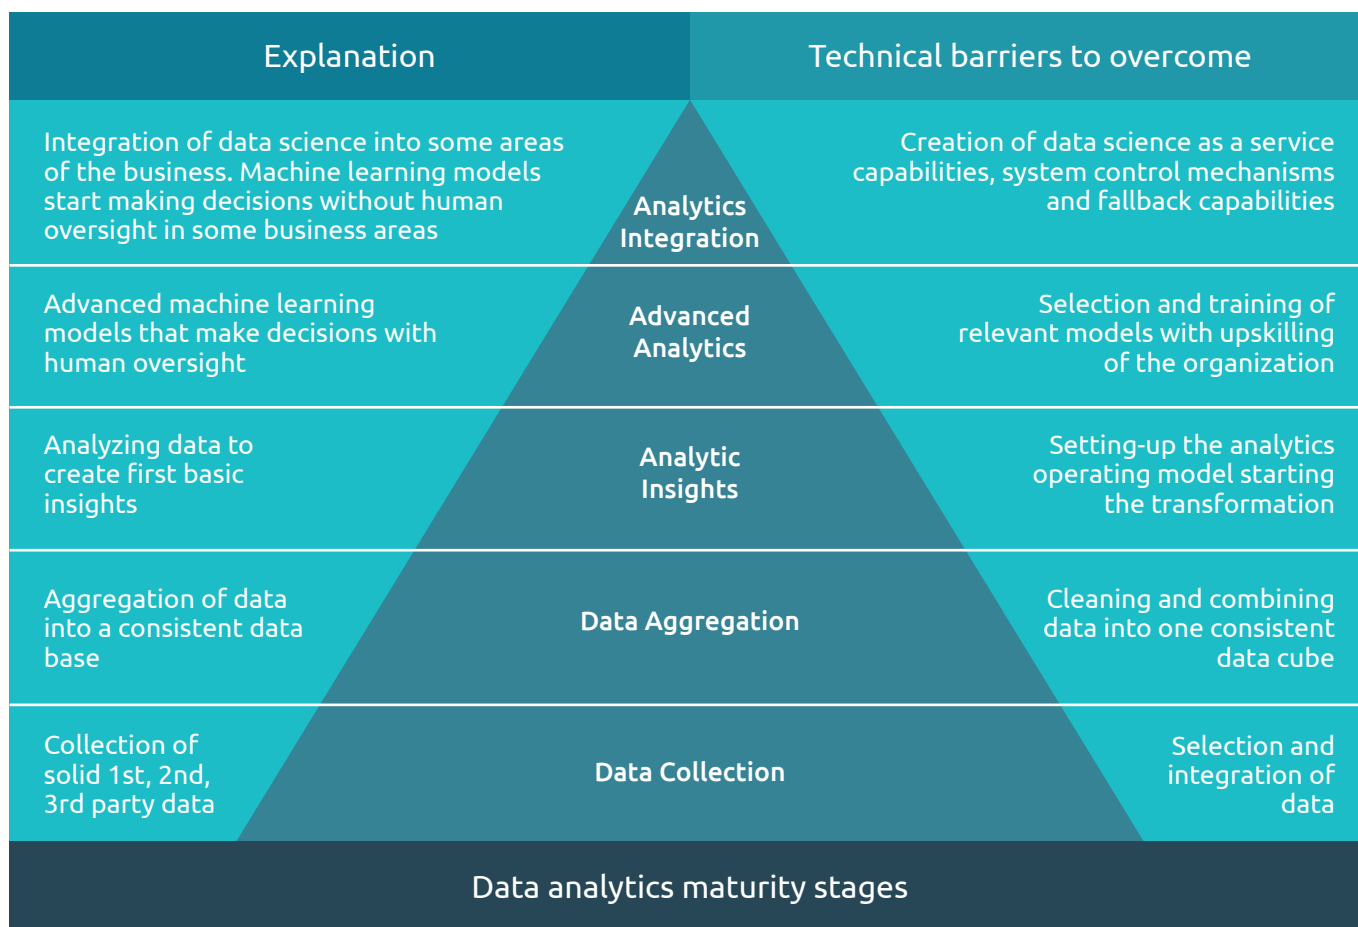 Explanation
Technical barriers to overcome
Integration of data science into some areas
of the business. Machine learning models
start making decisions without human
oversight in some business areas
Analytics
Integration
Creation of data science as a service
capabilities, system control mechanisms
and fallback capabilities
Advanced machine learning
models that make decisions with
human oversight
Advanced
Analytics
Selection and training of
relevant models with upskilling
of the organization
Analyzing data to
create first basic
insights
Analytic
Insights
Setting-up the analytics
operating model starting
the transformation
Aggregation of data
into a consistent data
base
Data Aggregation
Cleaning and combining
data into one consistent
data cube
Collection of
solid 1st, 2nd,
3rd party data
Data Collection
Selection and
integration of
data
Data analytics maturity stages